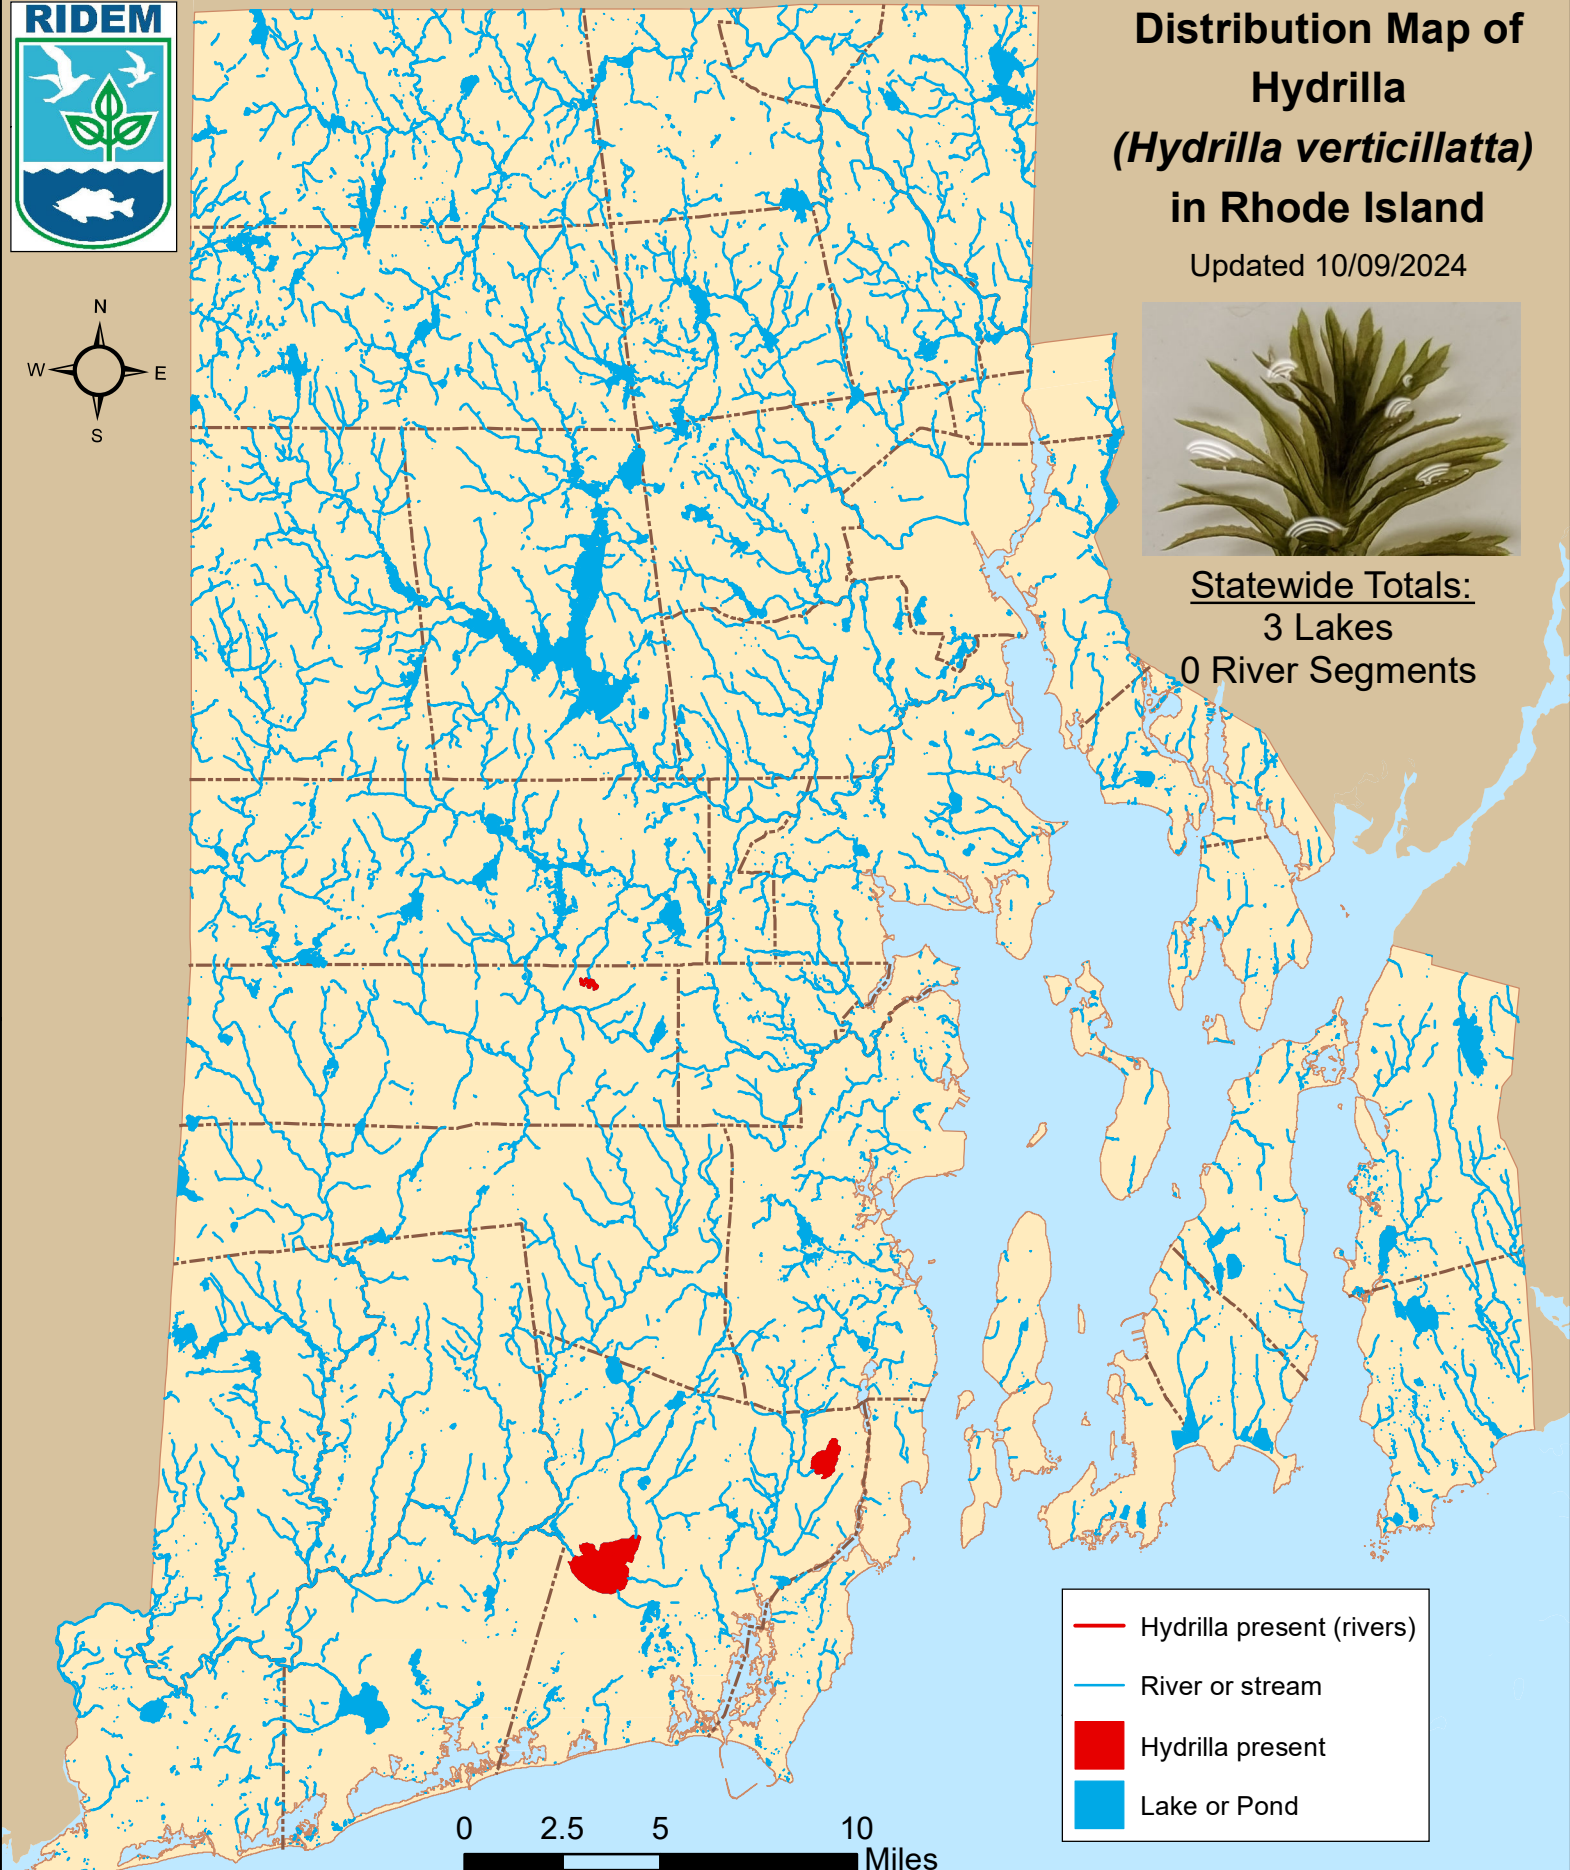 RIDEM
Distribution Map of
Hydrilla
(Hydrilla verticillatta)
in Rhode Island
Updated 10/09/2024
N
W
E
S
Statewide Totals:
3 Lakes
0 River Segments
Hydrilla present (rivers)
River or stream
Hydrilla present
Lake or Pond
0 2.5 5 10
Miles